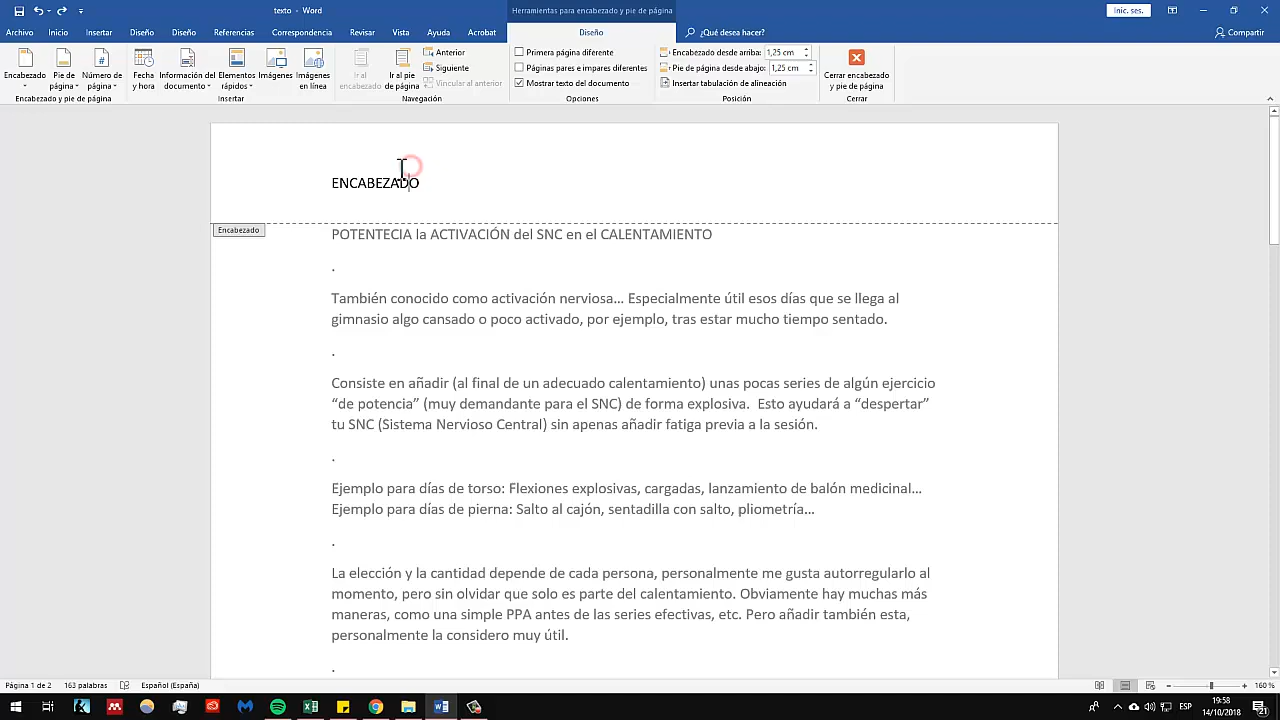 texto - Word
Herramientas para encabezado y pie de página
Inic. ses.
Archivo Inicio Insertar Diseño Diseño Referencias Correspondencia Revisar Vista Ayuda Acrobat Diseño ¿Qué desea hacer? Compartir
Encabezado
Pie de página
Número de página
Encabezado y pie de página
Fecha y hora
Información del documento
Elementos rápidos
Imágenes
Imágenes en línea
Insertar
Ir al encabezado
Ir al pie de página
Anterior
Siguiente
Vincular al anterior
Navegación
Primera página diferente
Páginas pares e impares diferentes
Mostrar texto del documento
Opciones
Encabezado desde arriba: 1,25 cm
Pie de página desde abajo: 1,25 cm
Insertar tabulación de alineación
Posición
Cerrar encabezado y pie de página
Cerrar
ENCABEZADO
Encabezado
POTENTECIA la ACTIVACIÓN del SNC en el CALENTAMIENTO
.
También conocido como activación nerviosa... Especialmente útil esos días que se llega al
gimnasio algo cansado o poco activado, por ejemplo, tras estar mucho tiempo sentado.
.
Consiste en añadir (al final de un adecuado calentamiento) unas pocas series de algún ejercicio
“de potencia” (muy demandante para el SNC) de forma explosiva.  Esto ayudará a “despertar”
tu SNC (Sistema Nervioso Central) sin apenas añadir fatiga previa a la sesión.
.
Ejemplo para días de torso: Flexiones explosivas, cargadas, lanzamiento de balón medicinal...
Ejemplo para días de pierna: Salto al cajón, sentadilla con salto, pliometría...
.
La elección y la cantidad depende de cada persona, personalmente me gusta autorregularlo al
momento, pero sin olvidar que solo es parte del calentamiento. Obviamente hay muchas más
maneras, como una simple PPA antes de las series efectivas, etc. Pero añadir también esta,
personalmente la considero muy útil.
.
Página 1 de 2 163 palabras Español (España) 160 %
ESP
19:58
14/10/2018